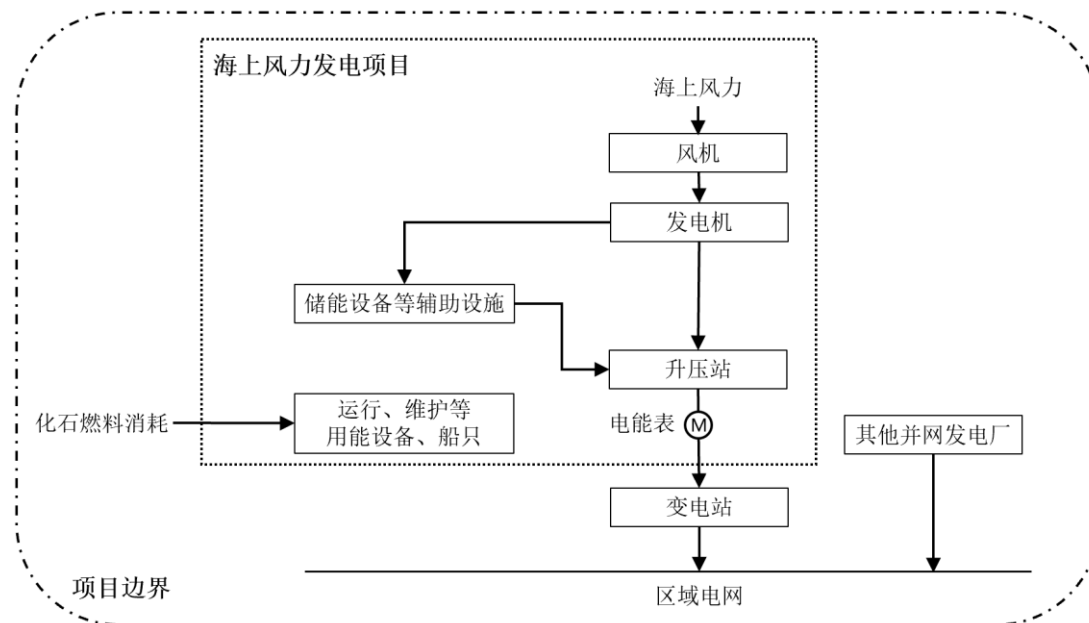 海上风力发电项目
海上风力
风机
发电机
储能设备等辅助设施
升压站
化石燃料消耗
运行、维护等
用能设备、船只
电能表
M
其他并网发电厂
变电站
项目边界
区域电网